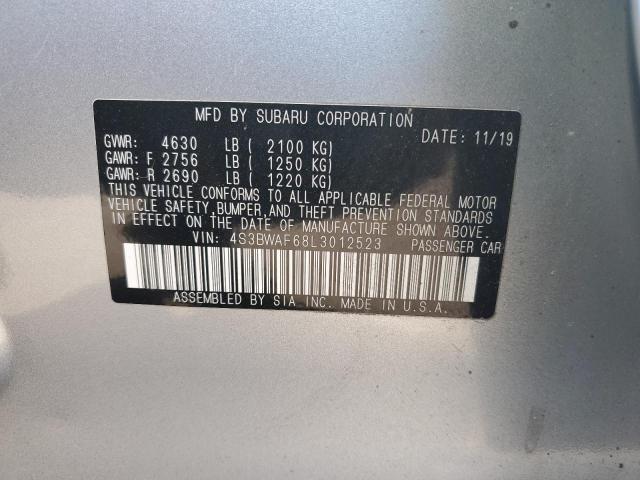 MFD BY SUBARU CORPORATION
DATE: 11/19
GVWR: 4630 LB ( 2100 KG)
GAWR: F 2756 LB ( 1250 KG)
GAWR: R 2690 LB ( 1220 KG)
THIS VEHICLE CONFORMS TO ALL APPLICABLE FEDERAL MOTOR
VEHICLE SAFETY, BUMPER, AND THEFT PREVENTION STANDARDS
IN EFFECT ON THE DATE OF MANUFACTURE SHOWN ABOVE.
VIN: 4S3BWAF68L3012523 PASSENGER CAR
ASSEMBLED BY SIA INC. MADE IN U.S.A.